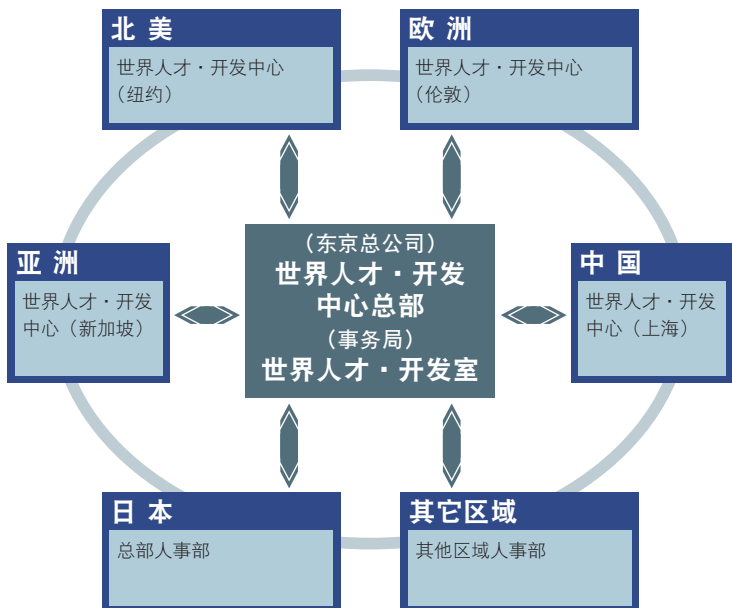 北 美
世界人才・开发中心
（纽约）
欧 洲
世界人才・开发中心
（伦敦）
亚 洲
世界人才・开发
中心（新加坡）
（东京总公司）
世界人才・开发
中心总部
（事务局）
世界人才・开发室
中 国
世界人才・开发
中心（上海）
日 本
总部人事部
其它区域
其他区域人事部